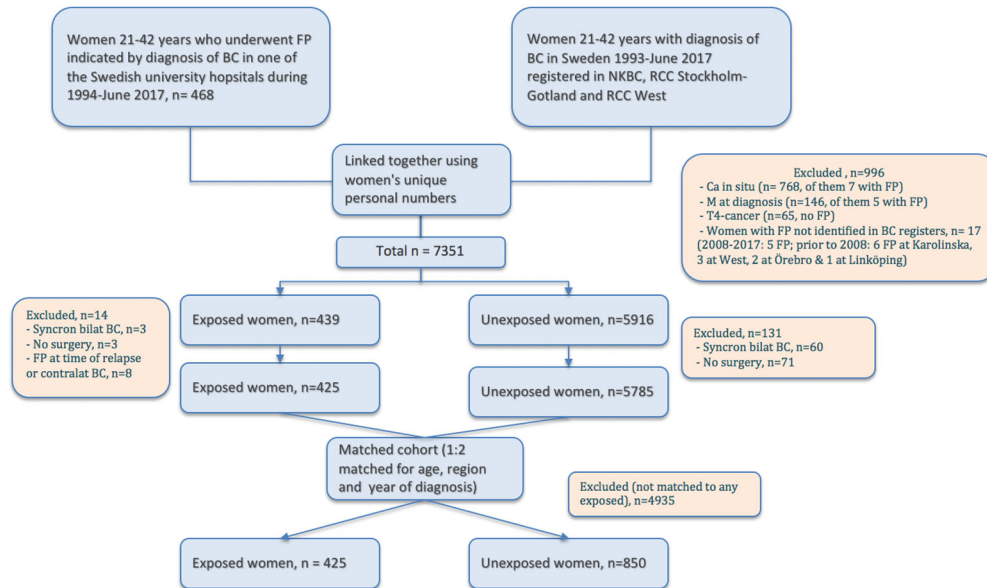 Women 21-42 years who underwent FP
indicated by diagnosis of BC in one of
the Swedish university hopsitals during
1994-June 2017, n= 468
Women 21-42 years with diagnosis of
BC in Sweden 1993-June 2017
registered in NKBC, RCC Stockholm-
Gotland and RCC West
Linked together using
women's unique
personal numbers
Excluded , n=996
- Ca in situ (n= 768, of them 7 with FP)
- M at diagnosis (n=146, of them 5 with FP)
- T4-cancer (n=65, no FP)
- Women with FP not identified in BC registers, n= 17
(2008-2017: 5 FP; prior to 2008: 6 FP at Karolinska,
3 at West, 2 at Örebro & 1 at Linköping)
Total n = 7351
Exposed women, n=439
Unexposed women, n=5916
Excluded, n=14
- Syncron bilat BC, n=3
- No surgery, n=3
- FP at time of relapse
or contralat BC, n=8
Excluded, n=131
- Syncron bilat BC, n=60
- No surgery, n=71
Exposed women, n=425
Unexposed women, n=5785
Matched cohort (1:2
matched for age, region
and year of diagnosis)
Excluded (not matched to any
exposed), n=4935
Exposed women, n = 425
Unexposed women, n=850